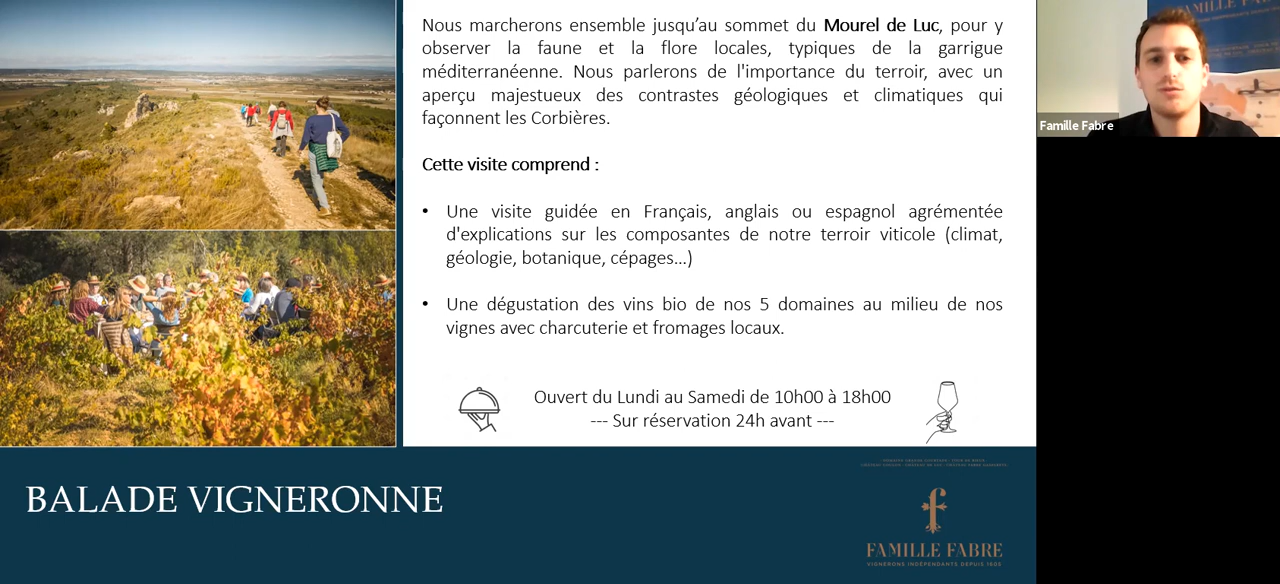 Nous marcherons ensemble jusqu'au sommet du Mourel de Luc, pour y
observer la faune et la flore locales, typiques de la garrigue
méditerranéenne. Nous parlerons de l'importance du terroir, avec un
aperçu majestueux des contrastes géologiques et climatiques qui
façonnent les Corbières.
Cette visite comprend :
• Une visite guidée en Français, anglais ou espagnol agrémentée
d'explications sur les composantes de notre terroir viticole (climat,
géologie, botanique, cépages...)
• Une dégustation des vins bio de nos 5 domaines au milieu de nos
vignes avec charcuterie et fromages locaux.
Ouvert du Lundi au Samedi de 10h00 à 18h00
--- Sur réservation 24h avant ---
BALADE VIGNERONNE
FAMILLE FABRE
VIGNERONS INDÉPENDANTS DEPUIS 1605
FAMILLE FABRE
Famille Fabre